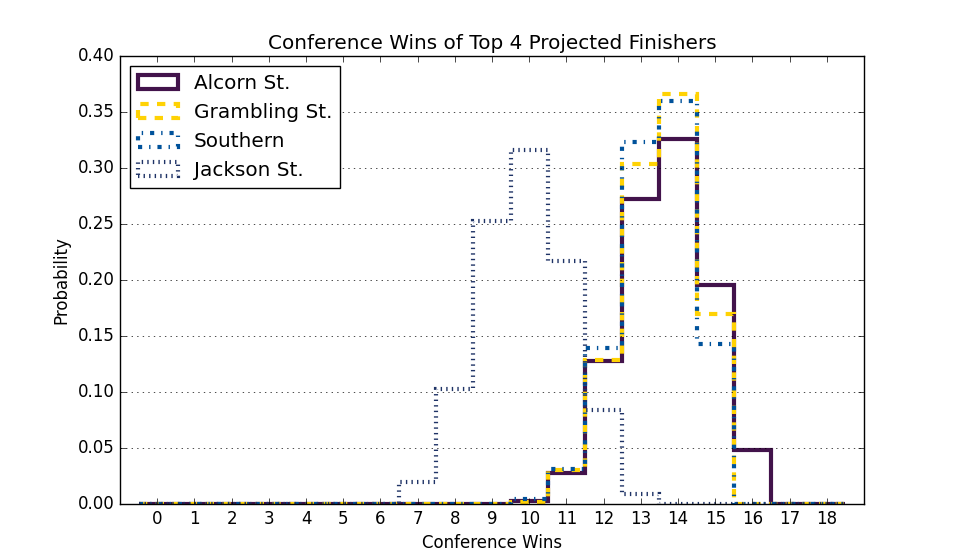 Conference Wins of Top 4 Projected Finishers
Alcorn St.
Grambling St.
Southern
Jackson St.
Probability
0.40
0.35
0.30
0.25
0.20
0.15
0.10
0.05
0.00
0 1 2 3 4 5 6 7 8 9 10 11 12 13 14 15 16 17 18
Conference Wins